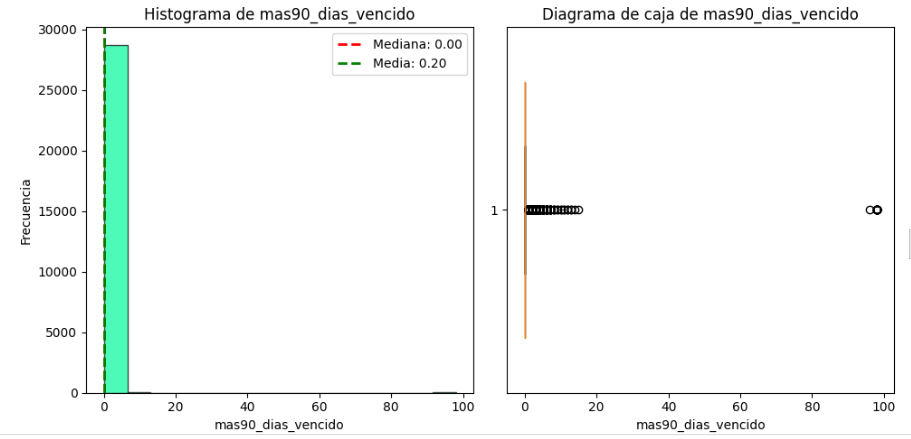 Histograma de mas90_dias_vencido
Mediana: 0.00
Media: 0.20
30000
25000
20000
15000
10000
5000
0
Frecuencia
0 20 40 60 80 100
mas90_dias_vencido
Diagrama de caja de mas90_dias_vencido
1
0 20 40 60 80 100
mas90_dias_vencido